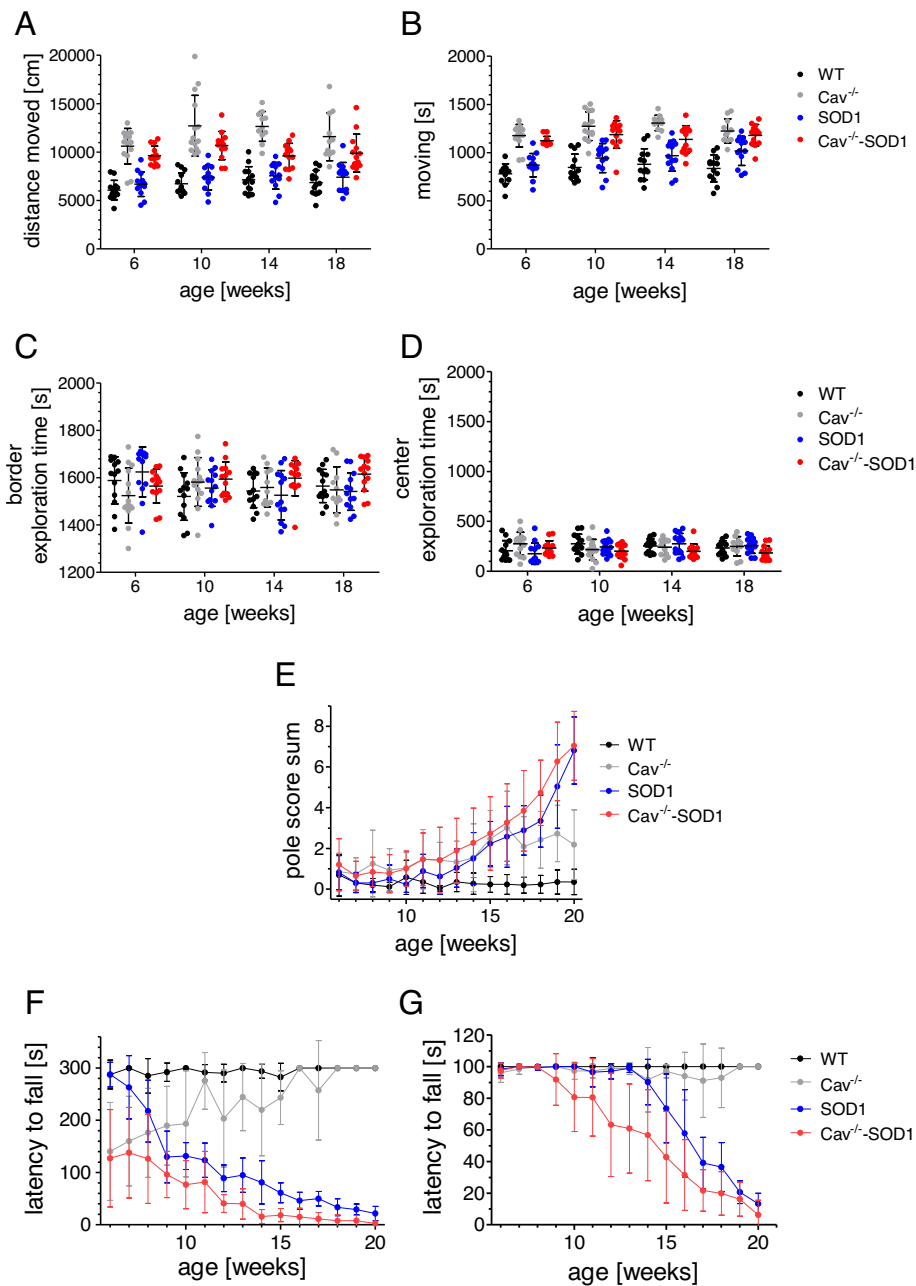 A
distance moved [cm]
20000
15000
10000
5000
0
6 10 14 18
age [weeks]
B
moving [s]
2000
1500
1000
500
0
6 10 14 18
age [weeks]
WT
Cav-/-
SOD1
Cav-/--SOD1
C
border
exploration time [s]
2000
1800
1600
1400
1200
6 10 14 18
age [weeks]
D
center
exploration time [s]
2000
1500
1000
500
0
6 10 14 18
age [weeks]
WT
Cav-/-
SOD1
Cav-/--SOD1
E
pole score sum
8
6
4
2
0
10 15 20
age [weeks]
WT
Cav-/-
SOD1
Cav-/--SOD1
F
latency to fall [s]
300
200
100
0
10 15 20
age [weeks]
G
latency to fall [s]
120
100
80
60
40
20
0
10 15 20
age [weeks]
WT
Cav-/-
SOD1
Cav-/--SOD1